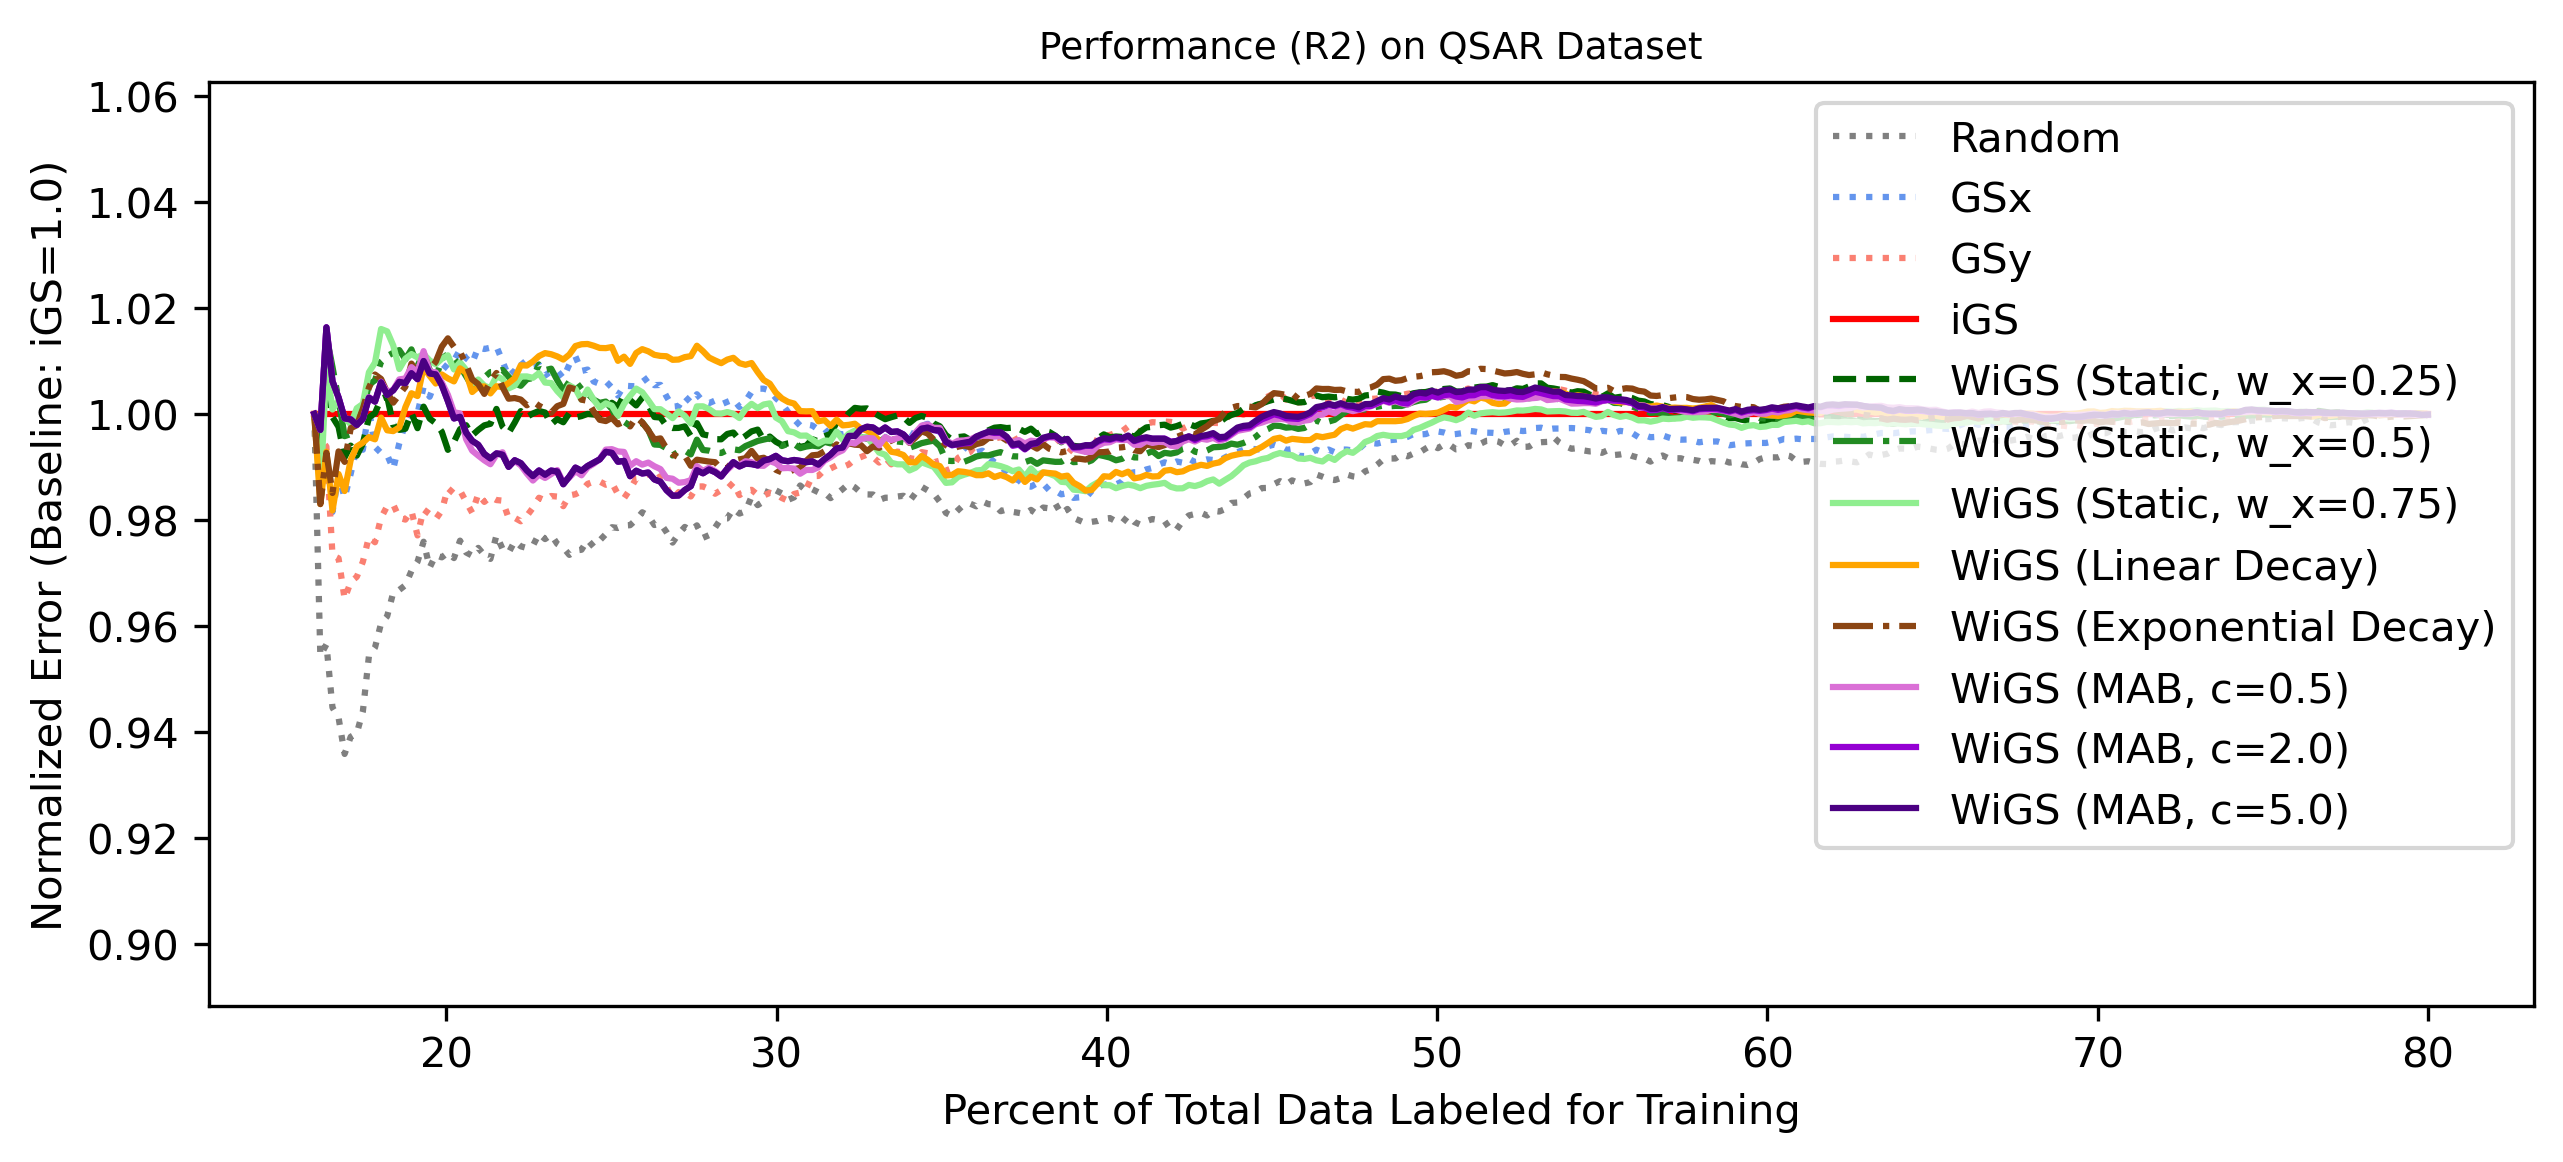 Performance (R2) on QSAR Dataset
Normalized Error (Baseline: iGS=1.0)
1.06
1.04
1.02
1.00
0.98
0.96
0.94
0.92
0.90
Random
GSx
GSy
iGS
WiGS (Static, w_x=0.25)
WiGS (Static, w_x=0.5)
WiGS (Static, w_x=0.75)
WiGS (Linear Decay)
WiGS (Exponential Decay)
WiGS (MAB, c=0.5)
WiGS (MAB, c=2.0)
WiGS (MAB, c=5.0)
20 30 40 50 60 70 80
Percent of Total Data Labeled for Training